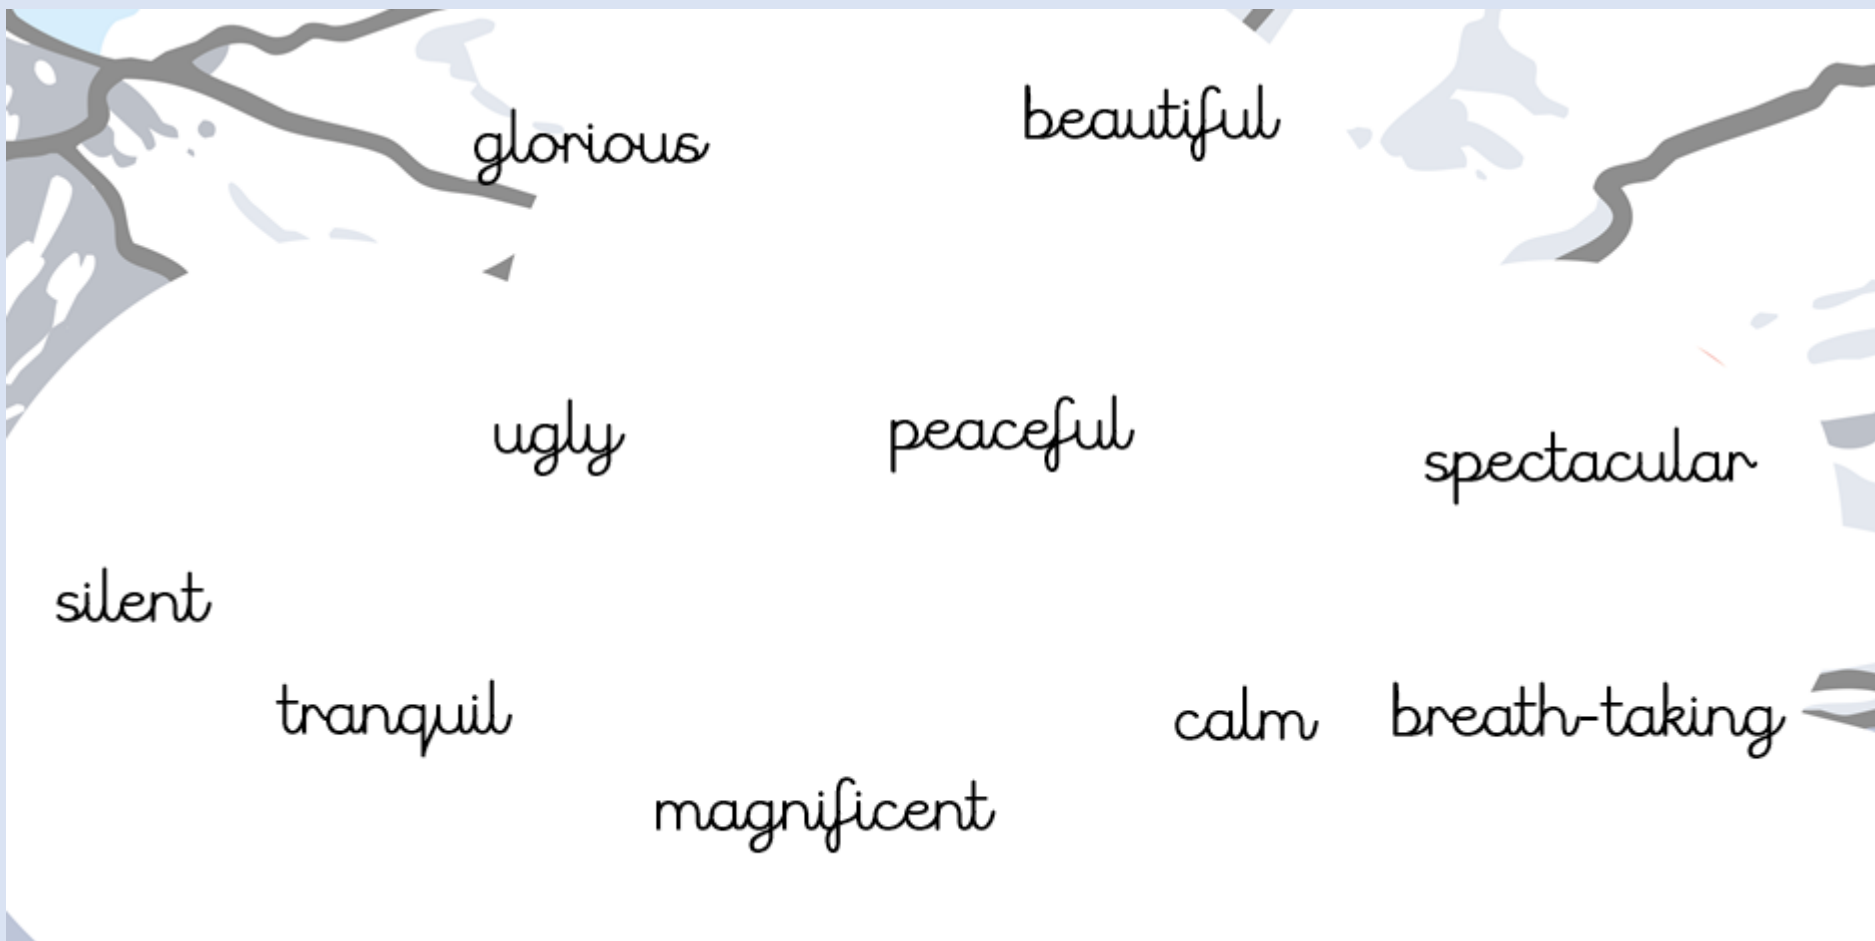 glorious
beautiful
ugly
peaceful
spectacular
silent
tranquil
calm
breath-taking
magnificent